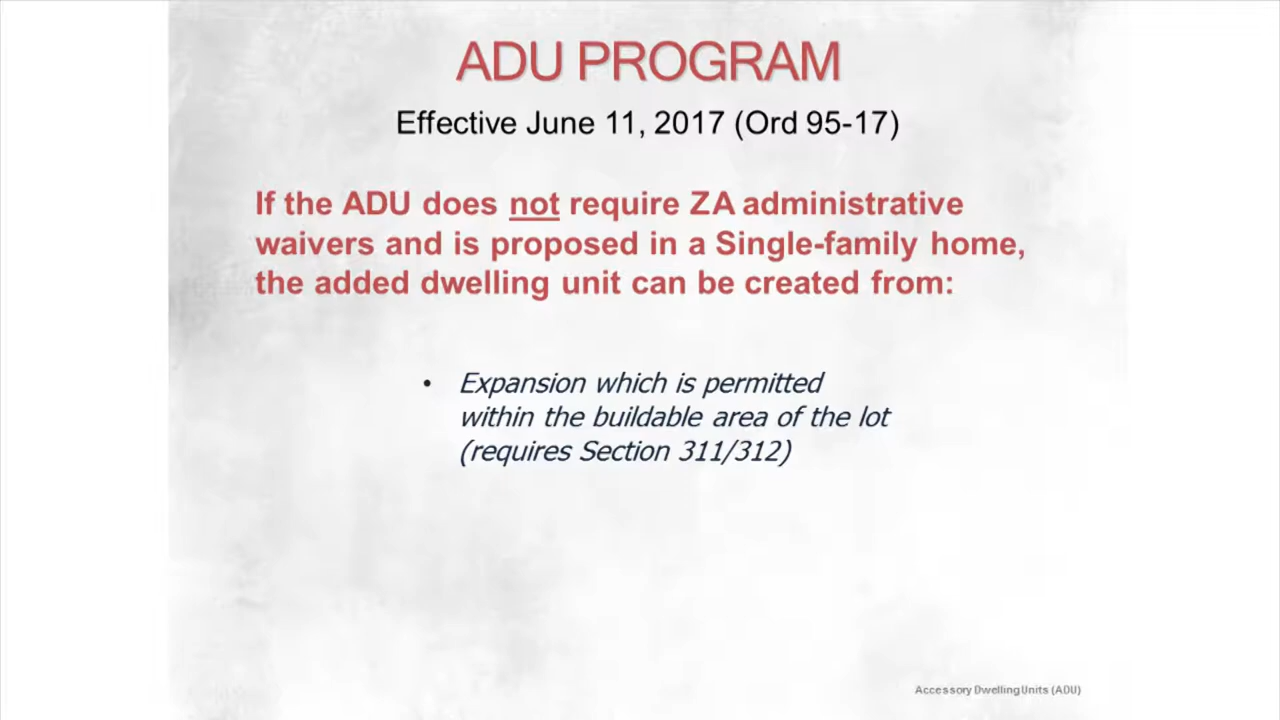 ADU PROGRAM
Effective June 11, 2017 (Ord 95-17)
If the ADU does not require ZA administrative
waivers and is proposed in a Single-family home,
the added dwelling unit can be created from:
• Expansion which is permitted
within the buildable area of the lot
(requires Section 311/312)
Accessory Dwelling Units (ADU)